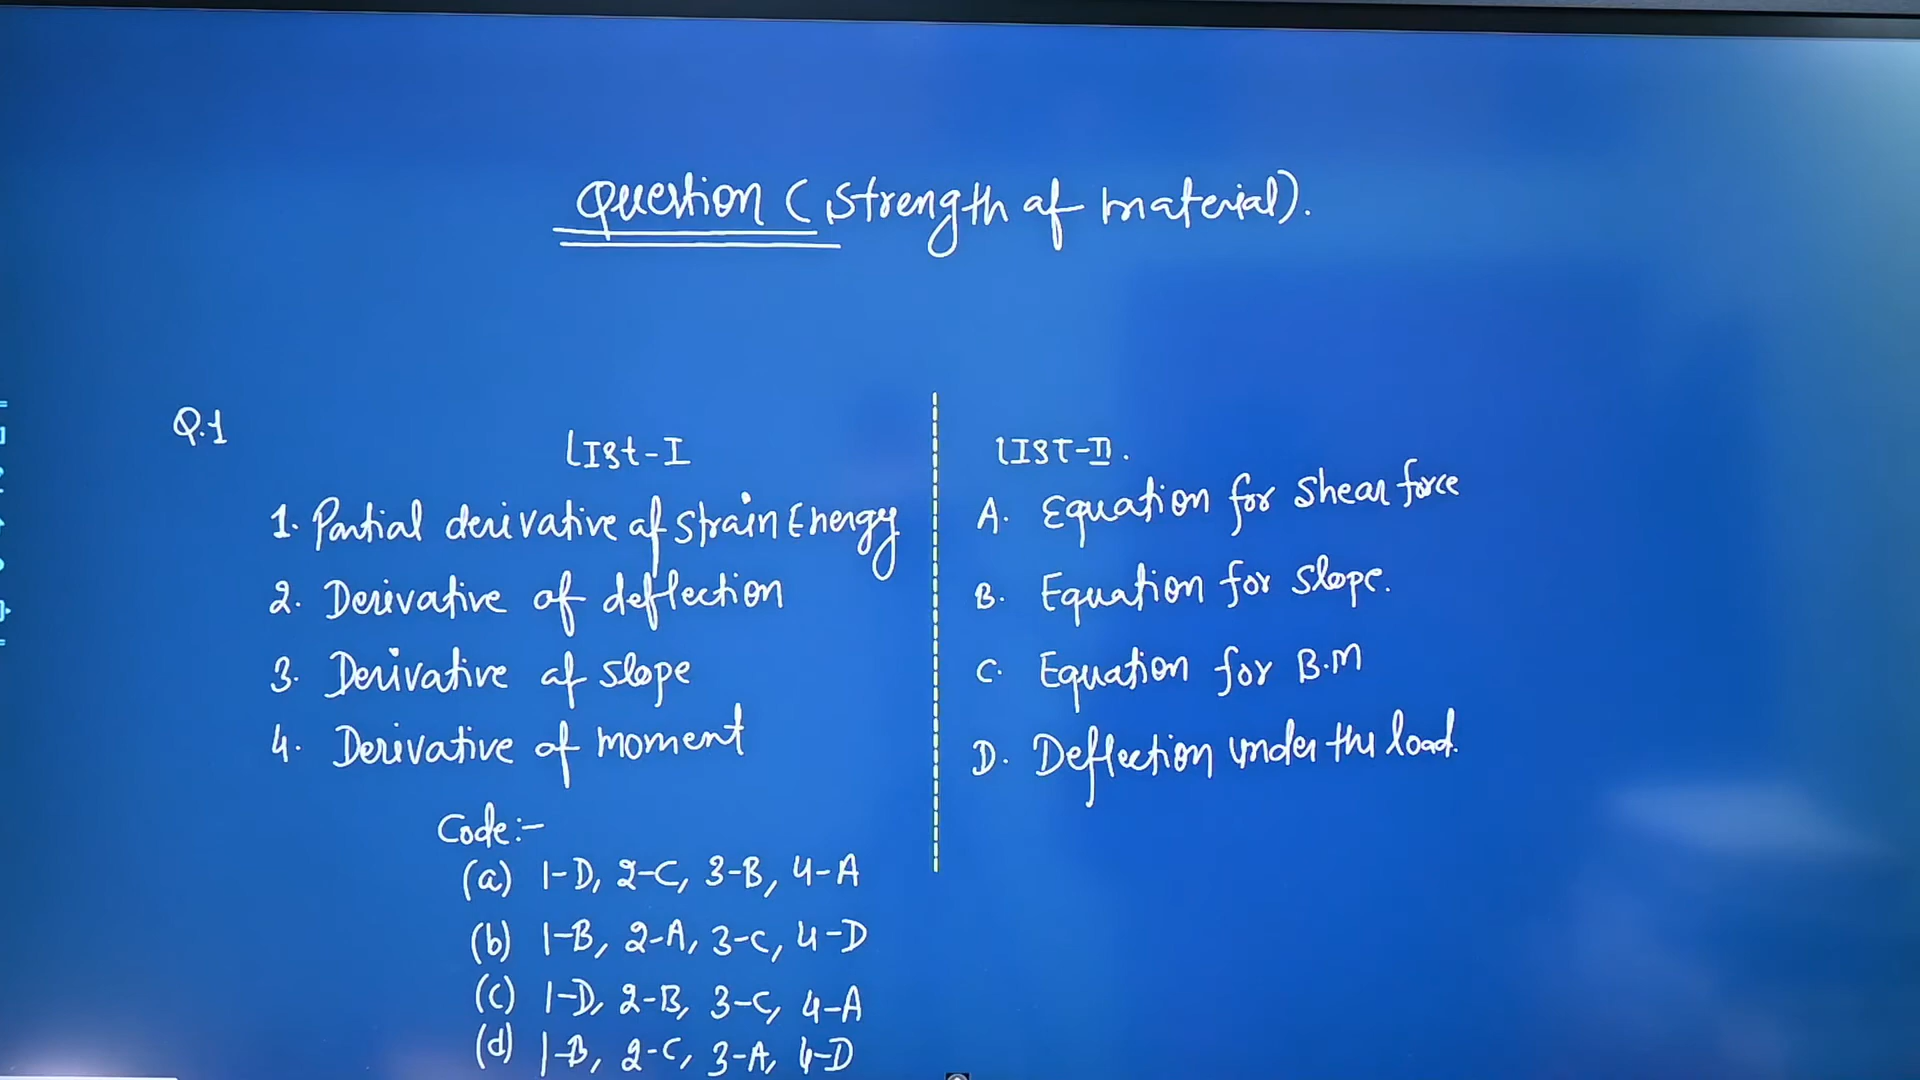 Question (Strength of material).
Q.1
LIST-I
1. Partial derivative of strain Energy
2. Derivative of deflection
3. Derivative of slope
4. Derivative of moment
LIST-II.
A. Equation for shear force
B. Equation for slope.
C. Equation for B.M
D. Deflection under the load.
Code:-
(a) 1-D, 2-C, 3-B, 4-A
(b) 1-B, 2-A, 3-C, 4-D
(c) 1-D, 2-B, 3-C, 4-A
(d) 1-B, 2-C, 3-A, 4-D